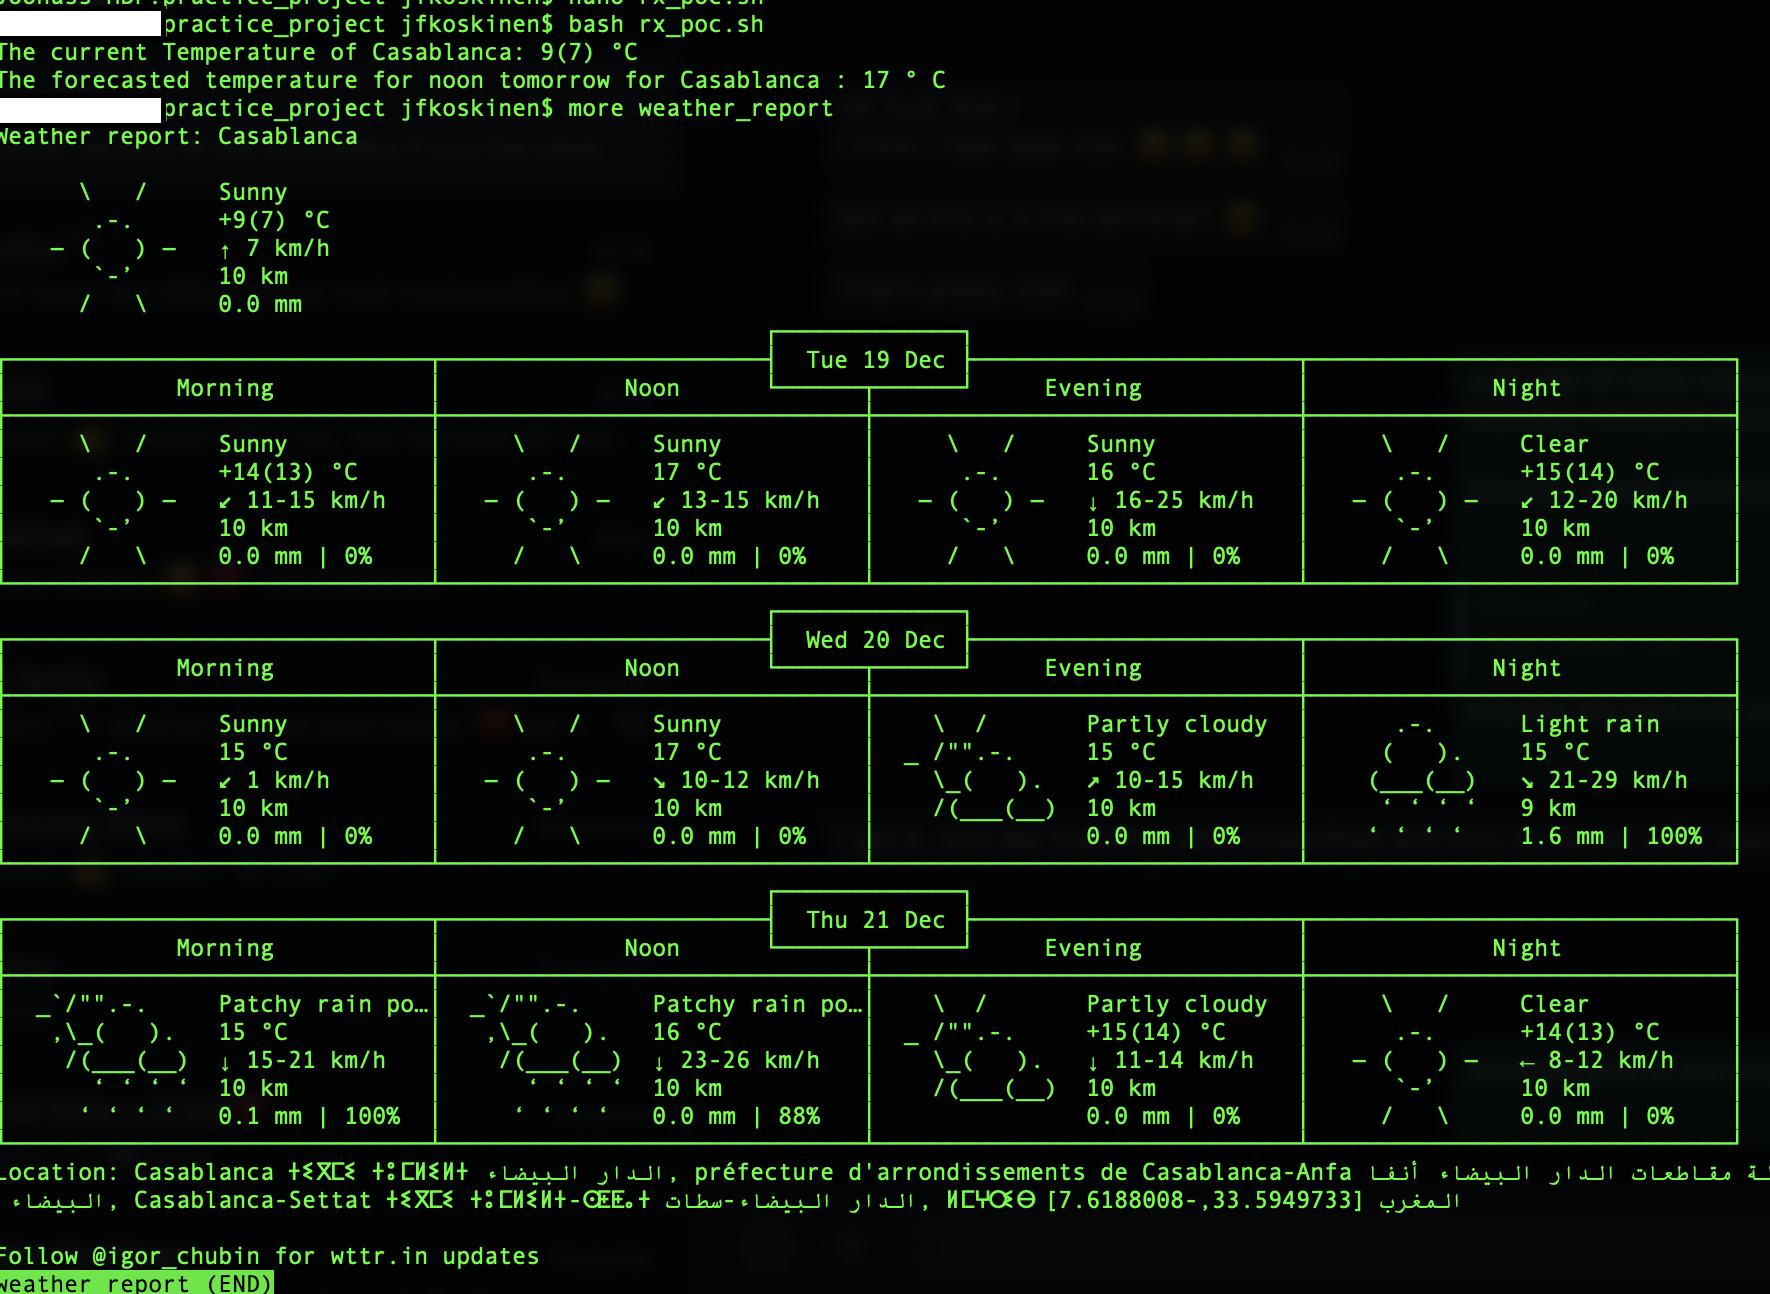 practice_project jfkoskinen$ nano rx_poc.sh
practice_project jfkoskinen$ bash rx_poc.sh
The current Temperature of Casablanca: 9(7) °C
The forecasted temperature for noon tomorrow for Casablanca : 17 ° C
practice_project jfkoskinen$ more weather_report
Weather report: Casablanca
Sunny
+9(7) °C
↑ 7 km/h
10 km
0.0 mm
Tue 19 Dec
Morning Noon Evening Night
Sunny Sunny Sunny Clear
+14(13) °C 17 °C 16 °C +15(14) °C
↙ 11-15 km/h ↙ 13-15 km/h ↓ 16-25 km/h ↙ 12-20 km/h
10 km 10 km 10 km 10 km
0.0 mm | 0% 0.0 mm | 0% 0.0 mm | 0% 0.0 mm | 0%
Wed 20 Dec
Morning Noon Evening Night
Sunny Sunny Partly cloudy Light rain
15 °C 17 °C 15 °C 15 °C
↙ 1 km/h ↘ 10-12 km/h ↗ 10-15 km/h ↘ 21-29 km/h
10 km 10 km 10 km 9 km
0.0 mm | 0% 0.0 mm | 0% 0.0 mm | 0% 1.6 mm | 100%
Thu 21 Dec
Morning Noon Evening Night
Patchy rain po… Patchy rain po… Partly cloudy Clear
15 °C 16 °C +15(14) °C +14(13) °C
↓ 15-21 km/h ↓ 23-26 km/h ↓ 11-14 km/h ← 8-12 km/h
10 km 10 km 10 km 10 km
0.1 mm | 100% 0.0 mm | 88% 0.0 mm | 0% 0.0 mm | 0%
Location: Casablanca ⵜⵉⴳⵎⵉ ⵜⵓⵎⵍⵉⵍⵜ الدار البيضاء, préfecture d'arrondissements de Casablanca-Anfa مقاطعات الدار البيضاء أنفا
البيضاء, Casablanca-Settat ⵜⵉⴳⵎⵉ ⵜⵓⵎⵍⵉⵍⵜ-ⵙⵟⵟⴰⵜ الدار البيضاء-سطات, ⵍⵎⵖⵔⵉⴱ المغرب [33.5949733,-7.6188008]
Follow @igor_chubin for wttr.in updates
weather_report (END)